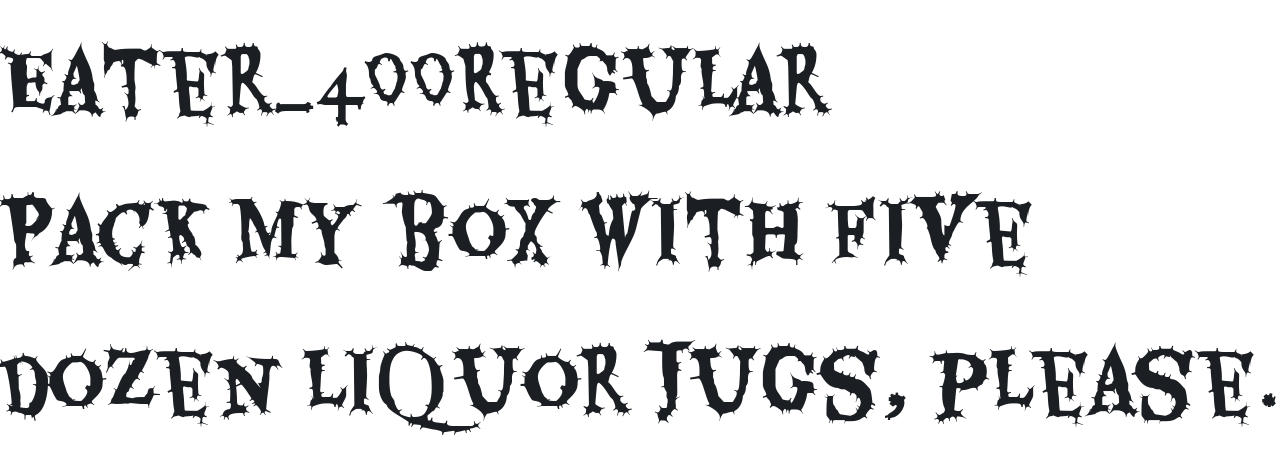 EATER_400REGULAR
PACK MY BOX WITH FIVE
DOZEN LIQUOR JUGS, PLEASE.